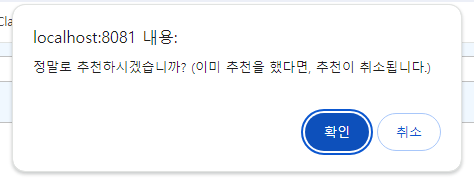 Cla
localhost:8081 내용:
정말로 추천하시겠습니까? (이미 추천을 했다면, 추천이 취소됩니다.)
확인
취소